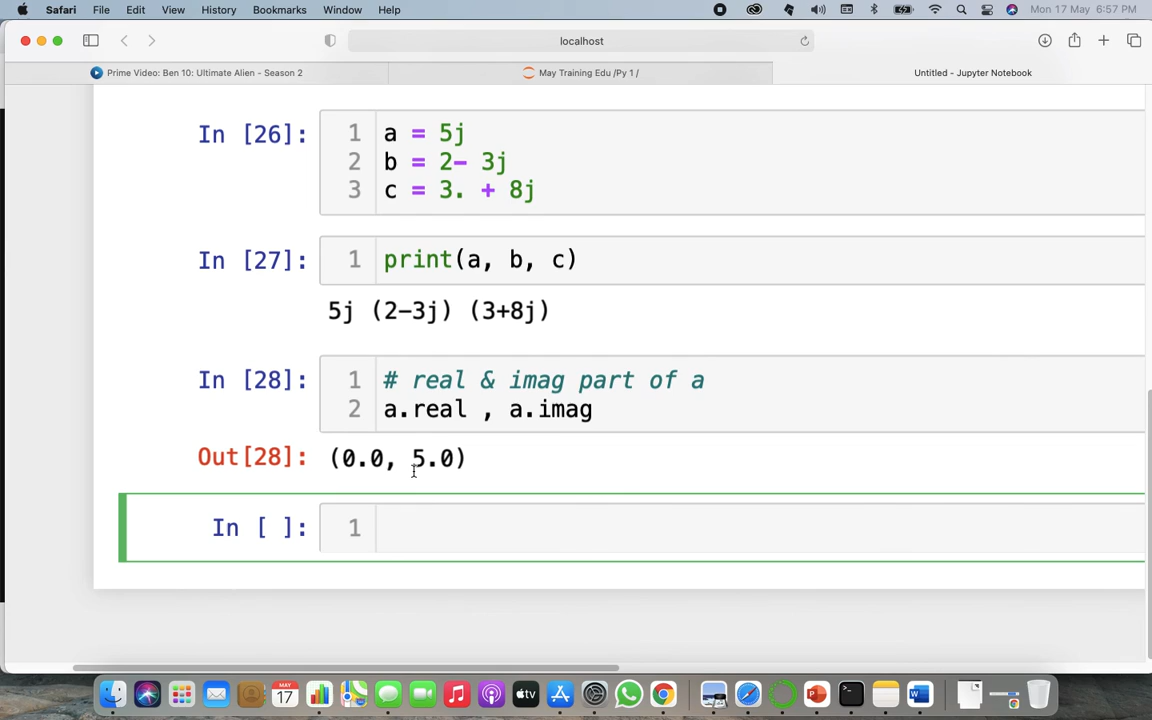 Safari File Edit View History Bookmarks Window Help Mon 17 May 6:57 PM
localhost
Prime Video: Ben 10: Ultimate Alien - Season 2 May Training Edu /Py 1 / Untitled - Jupyter Notebook
In [26]: 1 a = 5j
2 b = 2- 3j
3 c = 3. + 8j
In [27]: 1 print(a, b, c)
5j (2-3j) (3+8j)
In [28]: 1 # real & imag part of a
2 a.real , a.imag
Out[28]: (0.0, 5.0)
In [ ]: 1
MAY
17
tv